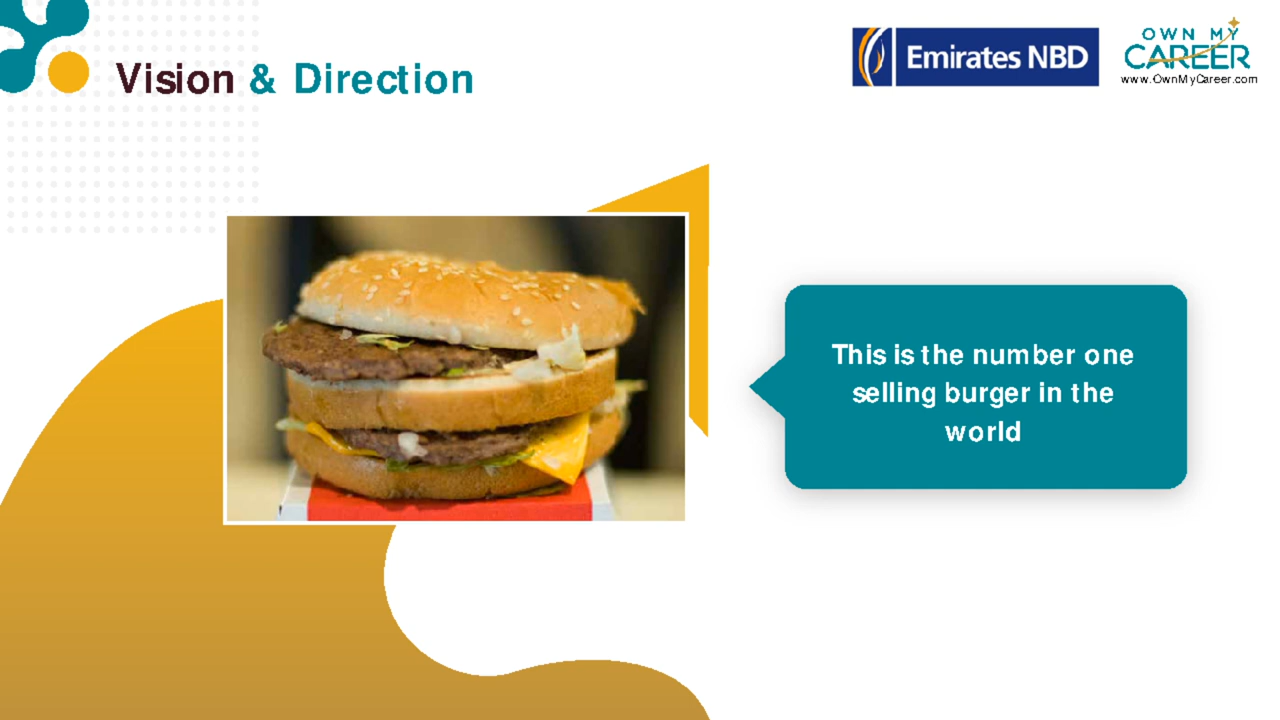 Vision & Direction
Emirates NBD
OWN MY
CAREER
www.OwnMyCareer.com
This is the number one
selling burger in the
world